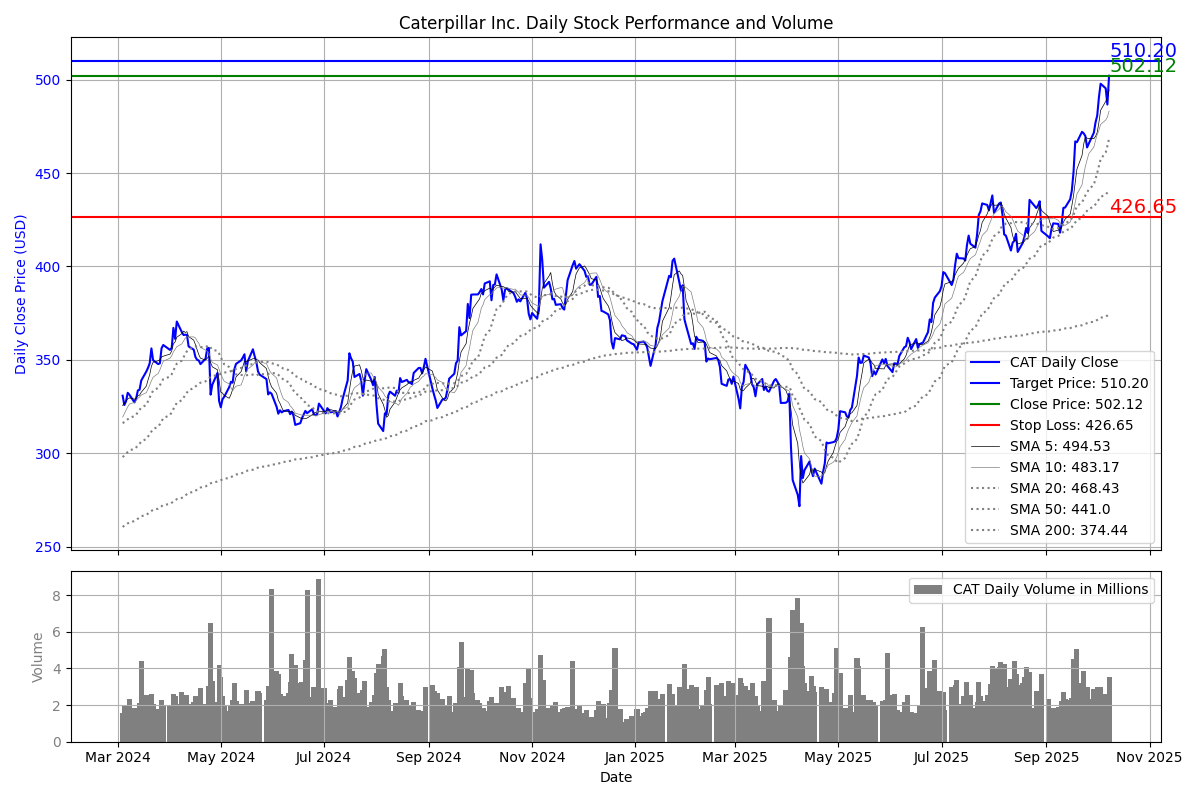 Caterpillar Inc. Daily Stock Performance and Volume
510.20
502.12
426.65
500
450
400
350
300
250
Daily Close Price (USD)
CAT Daily Close
Target Price: 510.20
Close Price: 502.12
Stop Loss: 426.65
SMA 5: 494.53
SMA 10: 483.17
SMA 20: 468.43
SMA 50: 441.0
SMA 200: 374.44
CAT Daily Volume in Millions
8
6
4
2
0
Volume
Mar 2024 May 2024 Jul 2024 Sep 2024 Nov 2024 Jan 2025 Mar 2025 May 2025 Jul 2025 Sep 2025 Nov 2025
Date